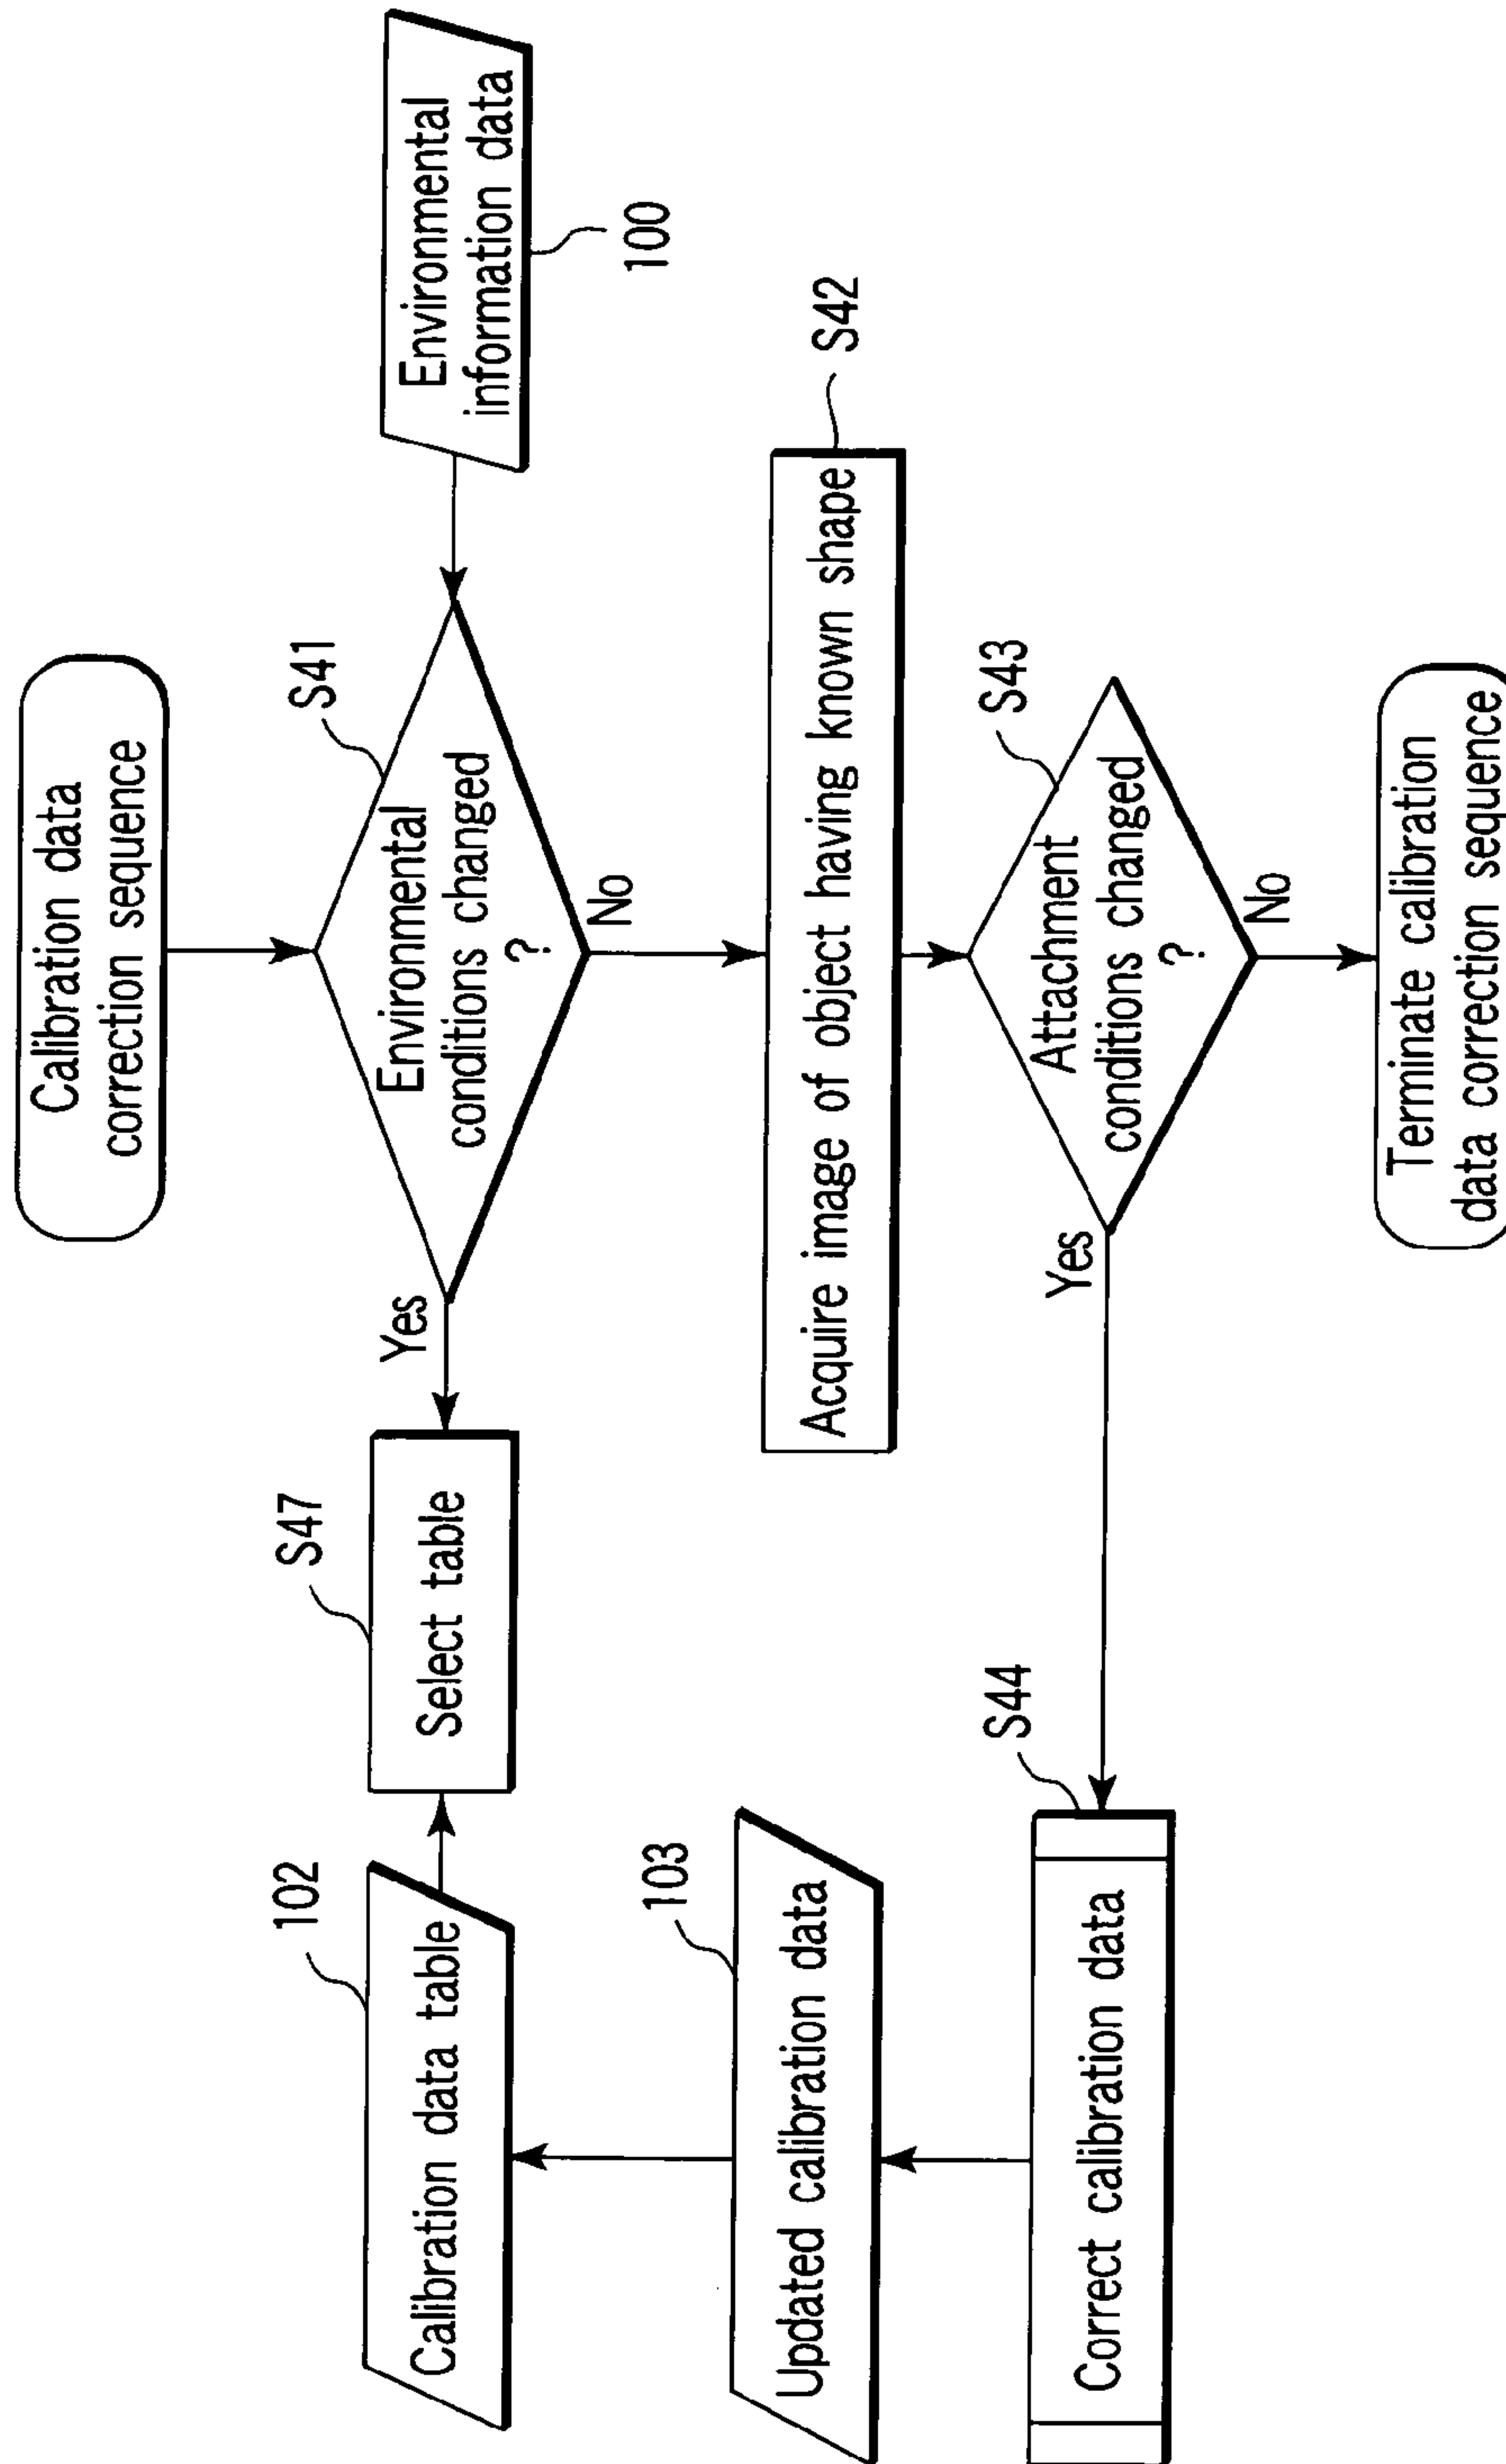 Calibration data
correction sequence
S41
Environmental
conditions changed
?
Yes
No
Environmental
information data
100
S47
Select table
102
Calibration data table
Acquire image of object having known shape
S42
S43
Attachment
conditions changed
?
Yes
No
103
Updated calibration data
S44
Correct calibration data
Terminate calibration
data correction sequence